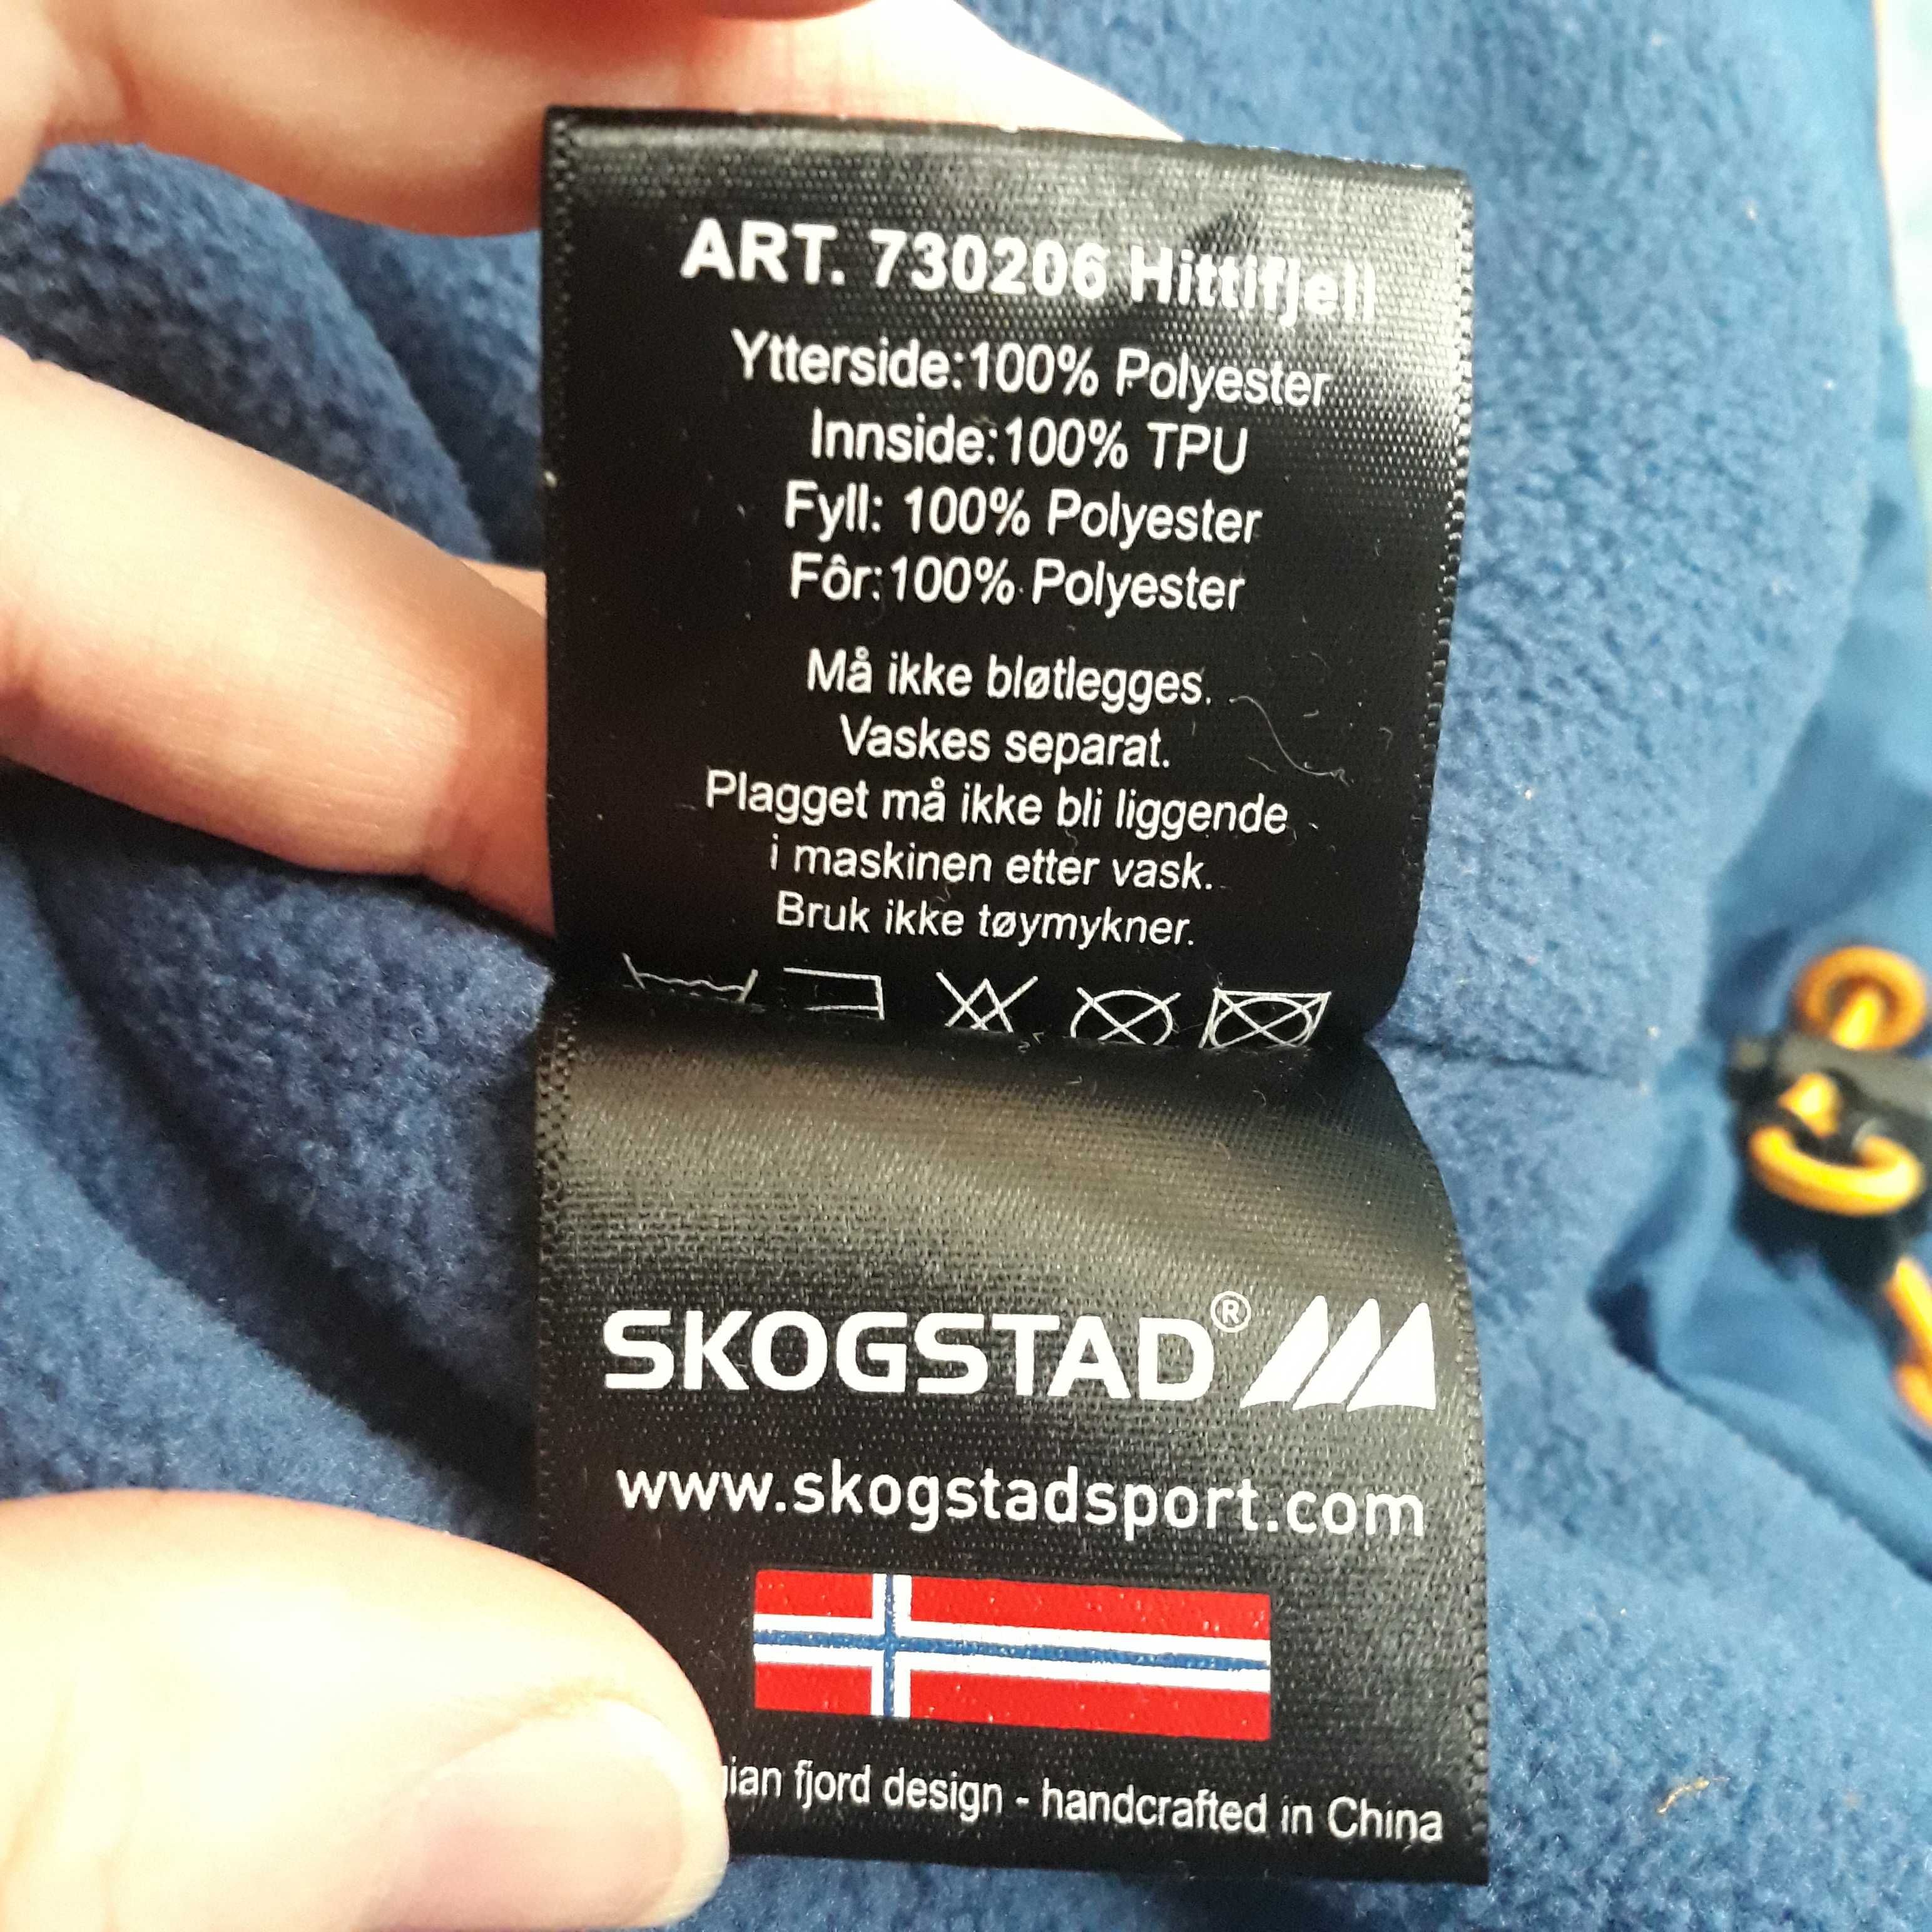 ART. 730206 Hittifjell
Ytterside:100% Polyester
Innside:100% TPU
Fyll: 100% Polyester
Fôr:100% Polyester
Må ikke bløtlegges.
Vaskes separat.
Plagget må ikke bli liggende
i maskinen etter vask.
Bruk ikke tøymykner.
SKOGSTAD®
www.skogstadsport.com
fjord design - handcrafted in China